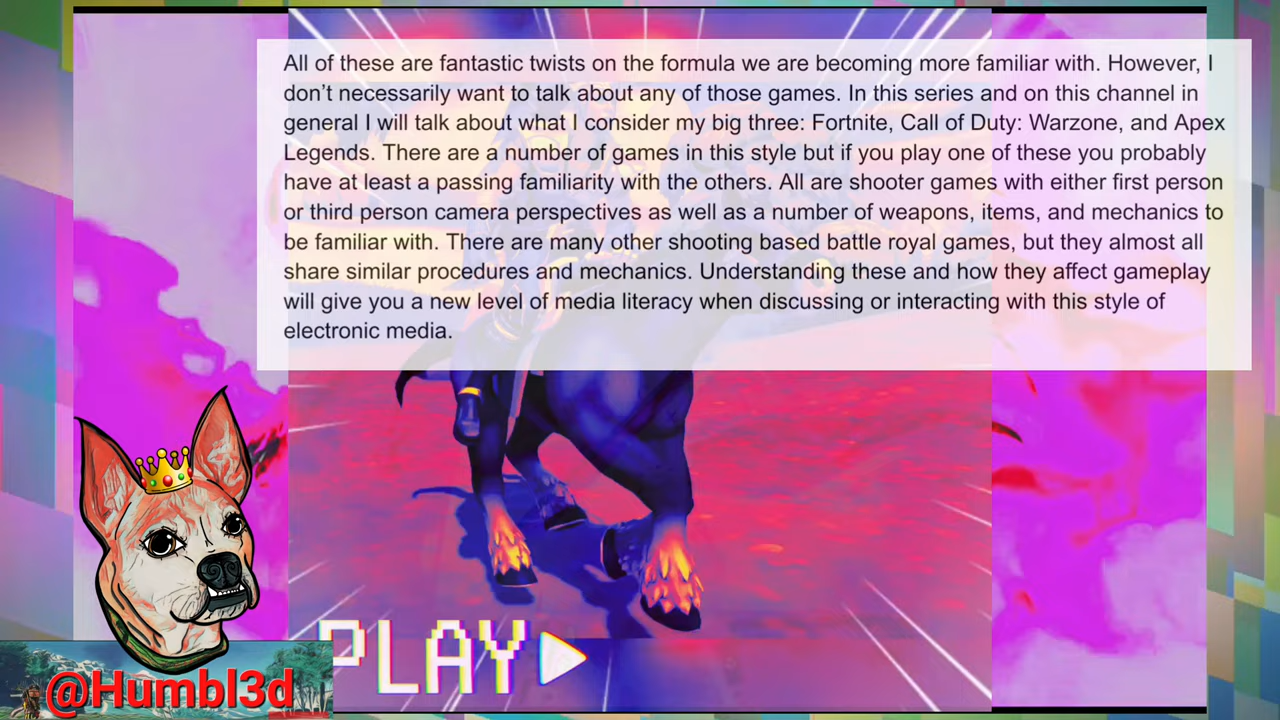 All of these are fantastic twists on the formula we are becoming more familiar with. However, I
don’t necessarily want to talk about any of those games. In this series and on this channel in
general I will talk about what I consider my big three: Fortnite, Call of Duty: Warzone, and Apex
Legends. There are a number of games in this style but if you play one of these you probably
have at least a passing familiarity with the others. All are shooter games with either first person
or third person camera perspectives as well as a number of weapons, items, and mechanics to
be familiar with. There are many other shooting based battle royal games, but they almost all
share similar procedures and mechanics. Understanding these and how they affect gameplay
will give you a new level of media literacy when discussing or interacting with this style of
electronic media.
PLAY
@Humbl3d